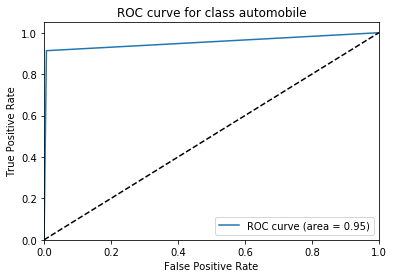 ROC curve for class automobile
True Positive Rate
1.0
0.8
0.6
0.4
0.2
0.0
ROC curve (area = 0.95)
0.0 0.2 0.4 0.6 0.8 1.0
False Positive Rate